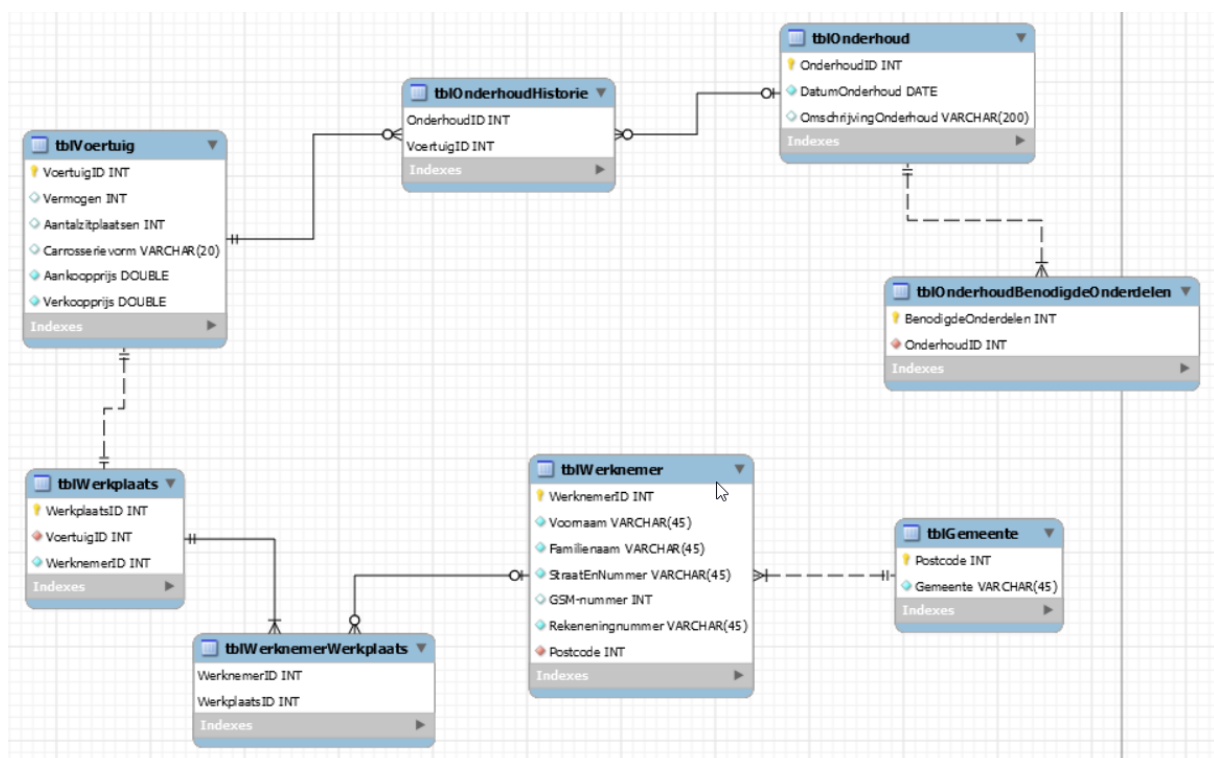 tblOnderhoud
OnderhoudID INT
DatumOnderhoud DATE
OmschrijvingOnderhoud VARCHAR(200)
Indexes
tblOnderhoudHistorie
OnderhoudID INT
VoertuigID INT
Indexes
tblVoertuig
VoertuigID INT
Vermogen INT
Aantalzitplaatsen INT
Carrosserievorm VARCHAR(20)
Aankoopprijs DOUBLE
Verkoopprijs DOUBLE
Indexes
tblOnderhoudBenodigdeOnderdelen
BenodigdeOnderdelen INT
OnderhoudID INT
Indexes
tblWerkplaats
WerkplaatsID INT
VoertuigID INT
WerknemerID INT
Indexes
tblWerknemer
WerknemerID INT
Voornaam VARCHAR(45)
Familienaam VARCHAR(45)
StraatEnNummer VARCHAR(45)
GSM-nummer INT
Rekeneningnummer VARCHAR(45)
Postcode INT
Indexes
tblGemeente
Postcode INT
Gemeente VARCHAR(45)
Indexes
tblWerknemerWerkplaats
WerknemerID INT
WerkplaatsID INT
Indexes